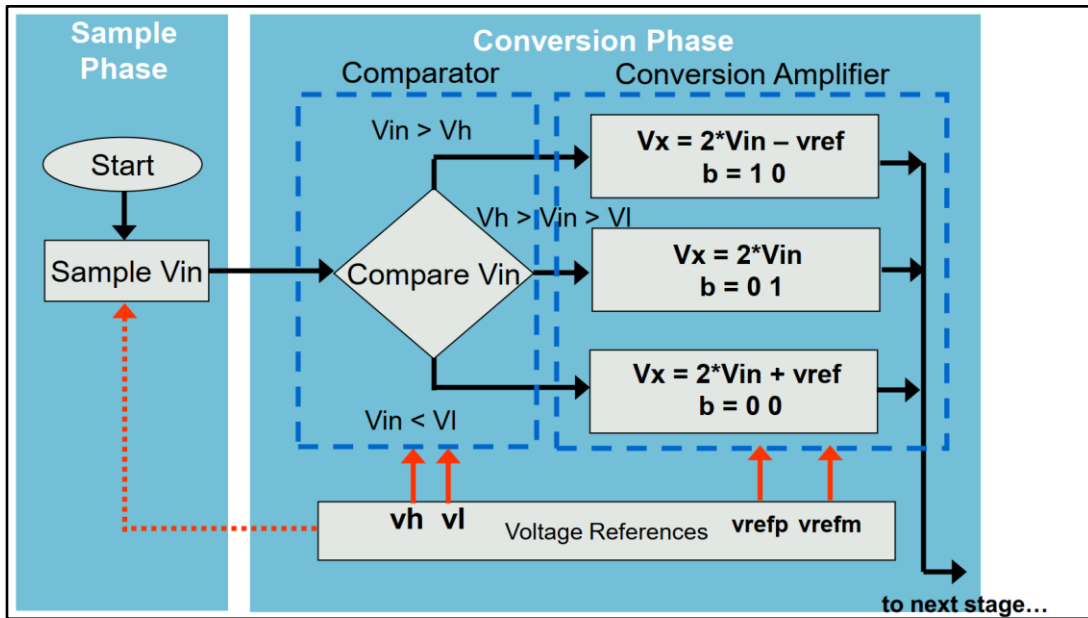 Sample
Phase
Conversion Phase
Comparator
Conversion Amplifier
Vin > Vh
Vx = 2*Vin – vref
b = 1 0
Start
Vh > Vin > Vl
Sample Vin
Compare Vin
Vx = 2*Vin
b = 0 1
Vx = 2*Vin + vref
b = 0 0
Vin < Vl
vh vl
Voltage References
vrefp vrefm
to next stage...